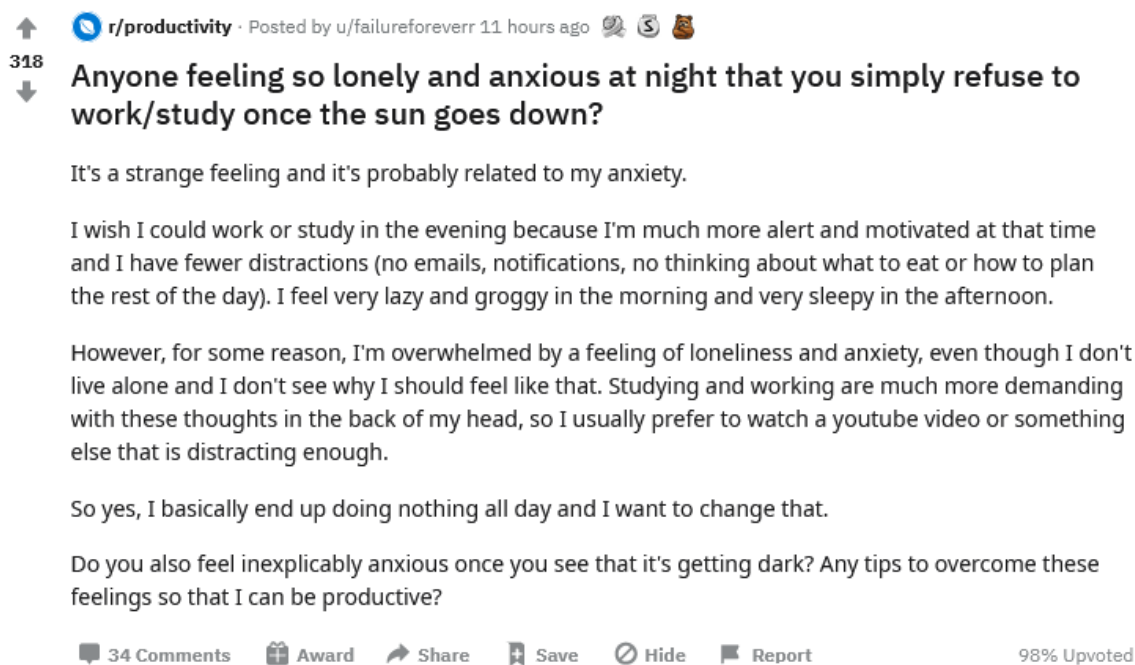 r/productivity · Posted by u/failureforeverr 11 hours ago
318
Anyone feeling so lonely and anxious at night that you simply refuse to
work/study once the sun goes down?
It's a strange feeling and it's probably related to my anxiety.
I wish I could work or study in the evening because I'm much more alert and motivated at that time
and I have fewer distractions (no emails, notifications, no thinking about what to eat or how to plan
the rest of the day). I feel very lazy and groggy in the morning and very sleepy in the afternoon.
However, for some reason, I'm overwhelmed by a feeling of loneliness and anxiety, even though I don't
live alone and I don't see why I should feel like that. Studying and working are much more demanding
with these thoughts in the back of my head, so I usually prefer to watch a youtube video or something
else that is distracting enough.
So yes, I basically end up doing nothing all day and I want to change that.
Do you also feel inexplicably anxious once you see that it's getting dark? Any tips to overcome these
feelings so that I can be productive?
34 Comments Award Share Save Hide Report 98% Upvoted